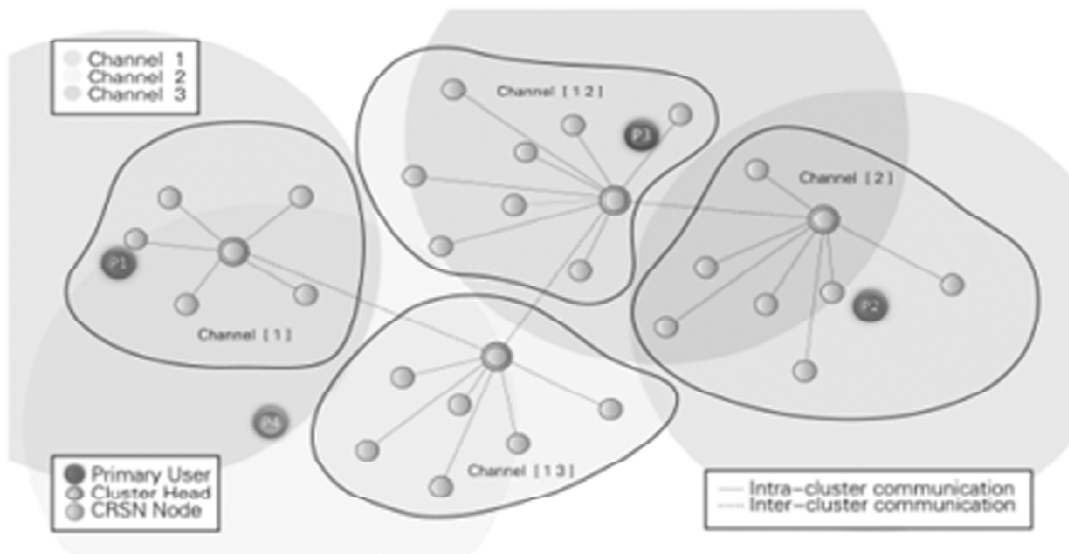 Channel 1
Channel 2
Channel 3
Channel [12]
P3
Channel [2]
P1
Channel [1]
P2
P4
Channel [13]
Primary User
Cluster Head
CRSN Node
Intra-cluster communication
Inter-cluster communication